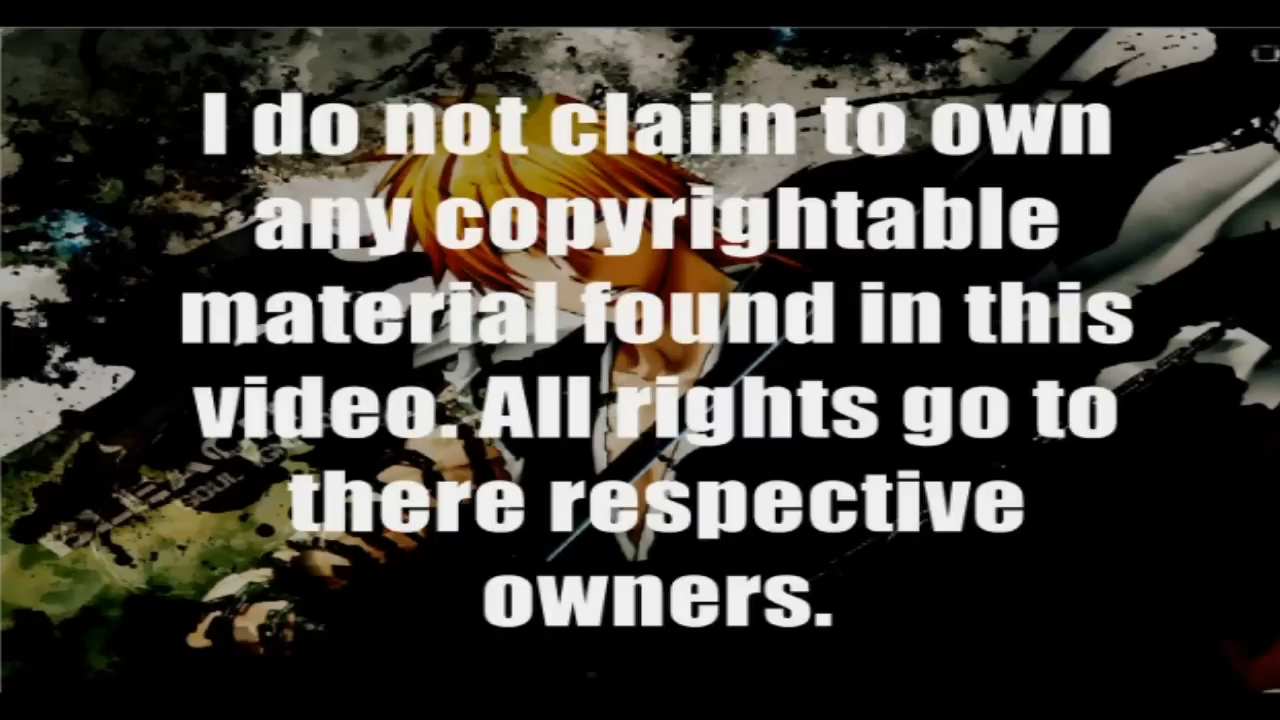 I do not claim to own
any copyrightable
material found in this
video. All rights go to
there respective
owners.
SOUL